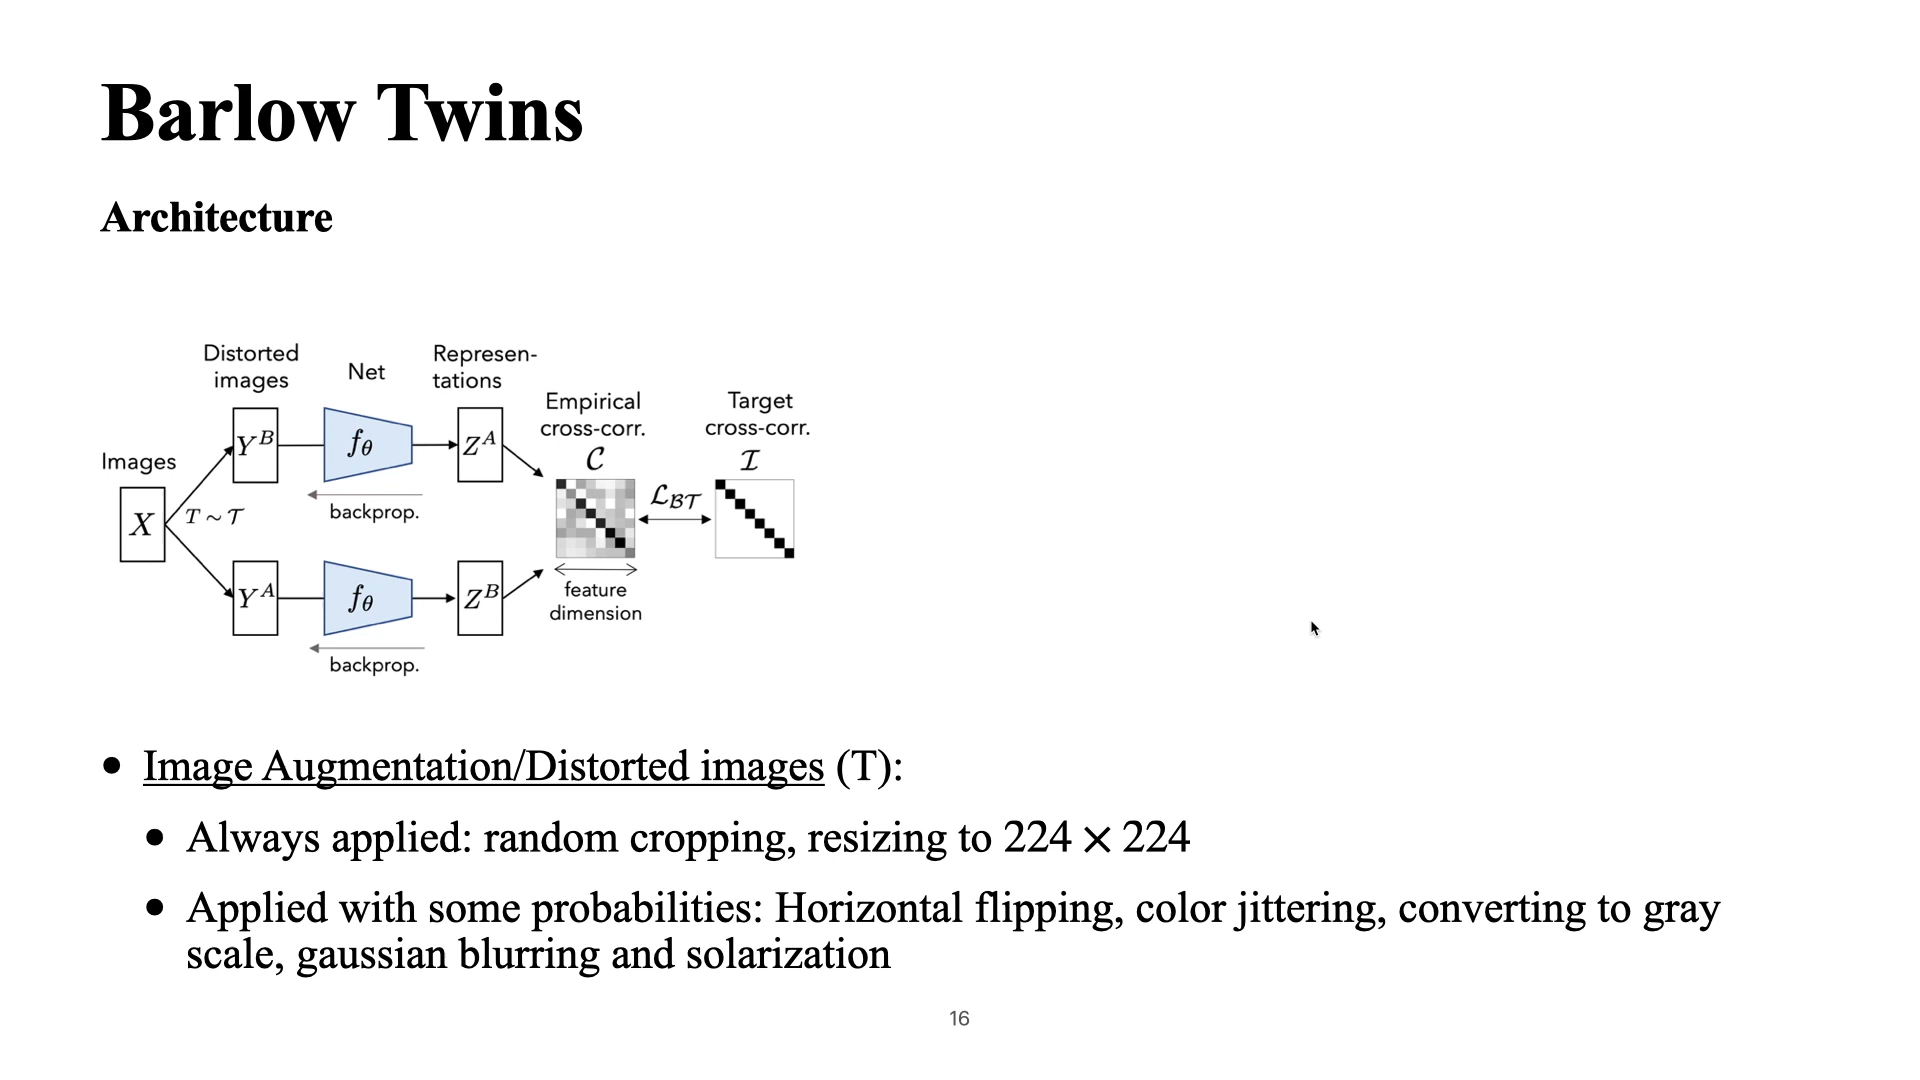 Barlow Twins
Architecture
Distorted
images
Net
Represen-
tations
Empirical
cross-corr.
C
Target
cross-corr.
I
Images
X
T ~ T
Y^B
f_θ
Z^A
backprop.
L_BT
Y^A
f_θ
Z^B
backprop.
feature
dimension
• Image Augmentation/Distorted images (T):
• Always applied: random cropping, resizing to 224 × 224
• Applied with some probabilities: Horizontal flipping, color jittering, converting to gray
scale, gaussian blurring and solarization
16